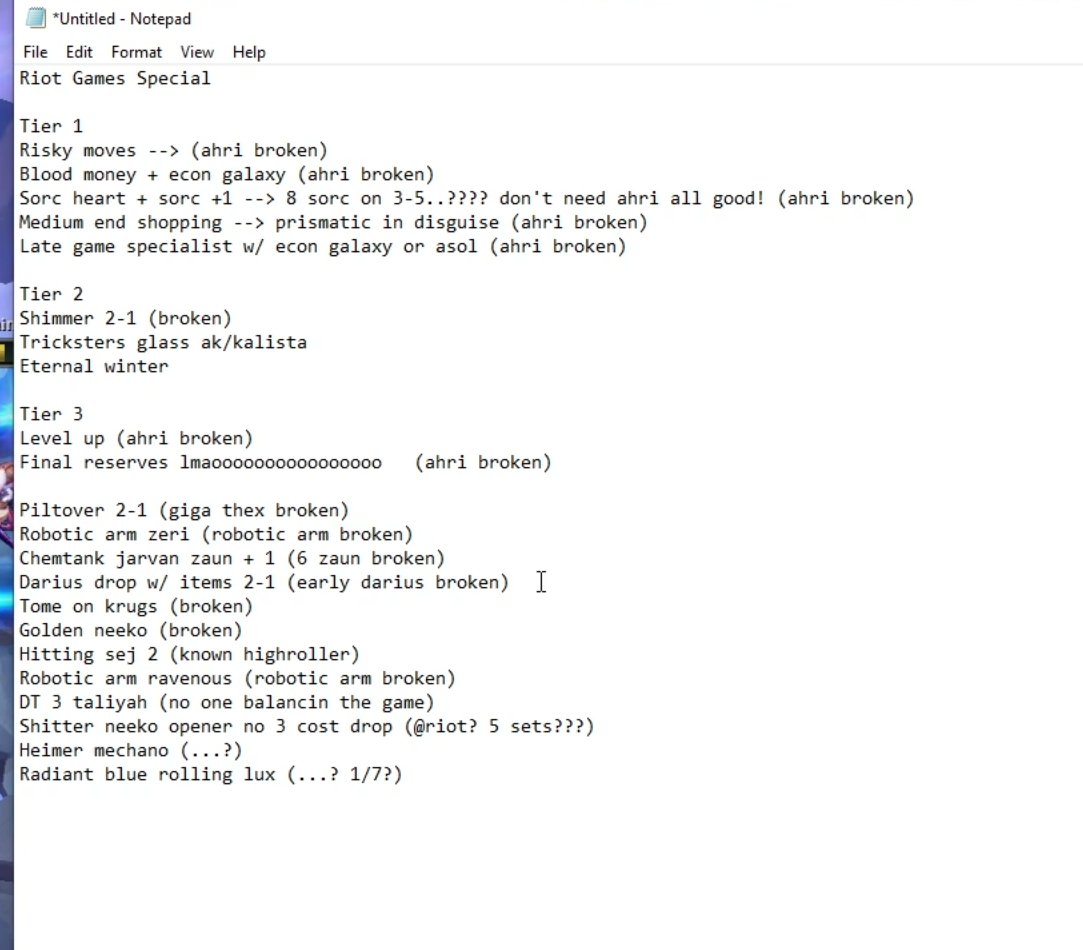 *Untitled - Notepad
File Edit Format View Help
Riot Games Special
Tier 1
Risky moves --> (ahri broken)
Blood money + econ galaxy (ahri broken)
Sorc heart + sorc +1 --> 8 sorc on 3-5..???? don't need ahri all good! (ahri broken)
Medium end shopping --> prismatic in disguise (ahri broken)
Late game specialist w/ econ galaxy or asol (ahri broken)
Tier 2
Shimmer 2-1 (broken)
Tricksters glass ak/kalista
Eternal winter
Tier 3
Level up (ahri broken)
Final reserves lmaoooooooooooooooo (ahri broken)
Piltover 2-1 (giga thex broken)
Robotic arm zeri (robotic arm broken)
Chemtank jarvan zaun + 1 (6 zaun broken)
Darius drop w/ items 2-1 (early darius broken)
Tome on krugs (broken)
Golden neeko (broken)
Hitting sej 2 (known highroller)
Robotic arm ravenous (robotic arm broken)
DT 3 taliyah (no one balancin the game)
Shitter neeko opener no 3 cost drop (@riot? 5 sets???)
Heimer mechano (...?)
Radiant blue rolling lux (...? 1/7?)